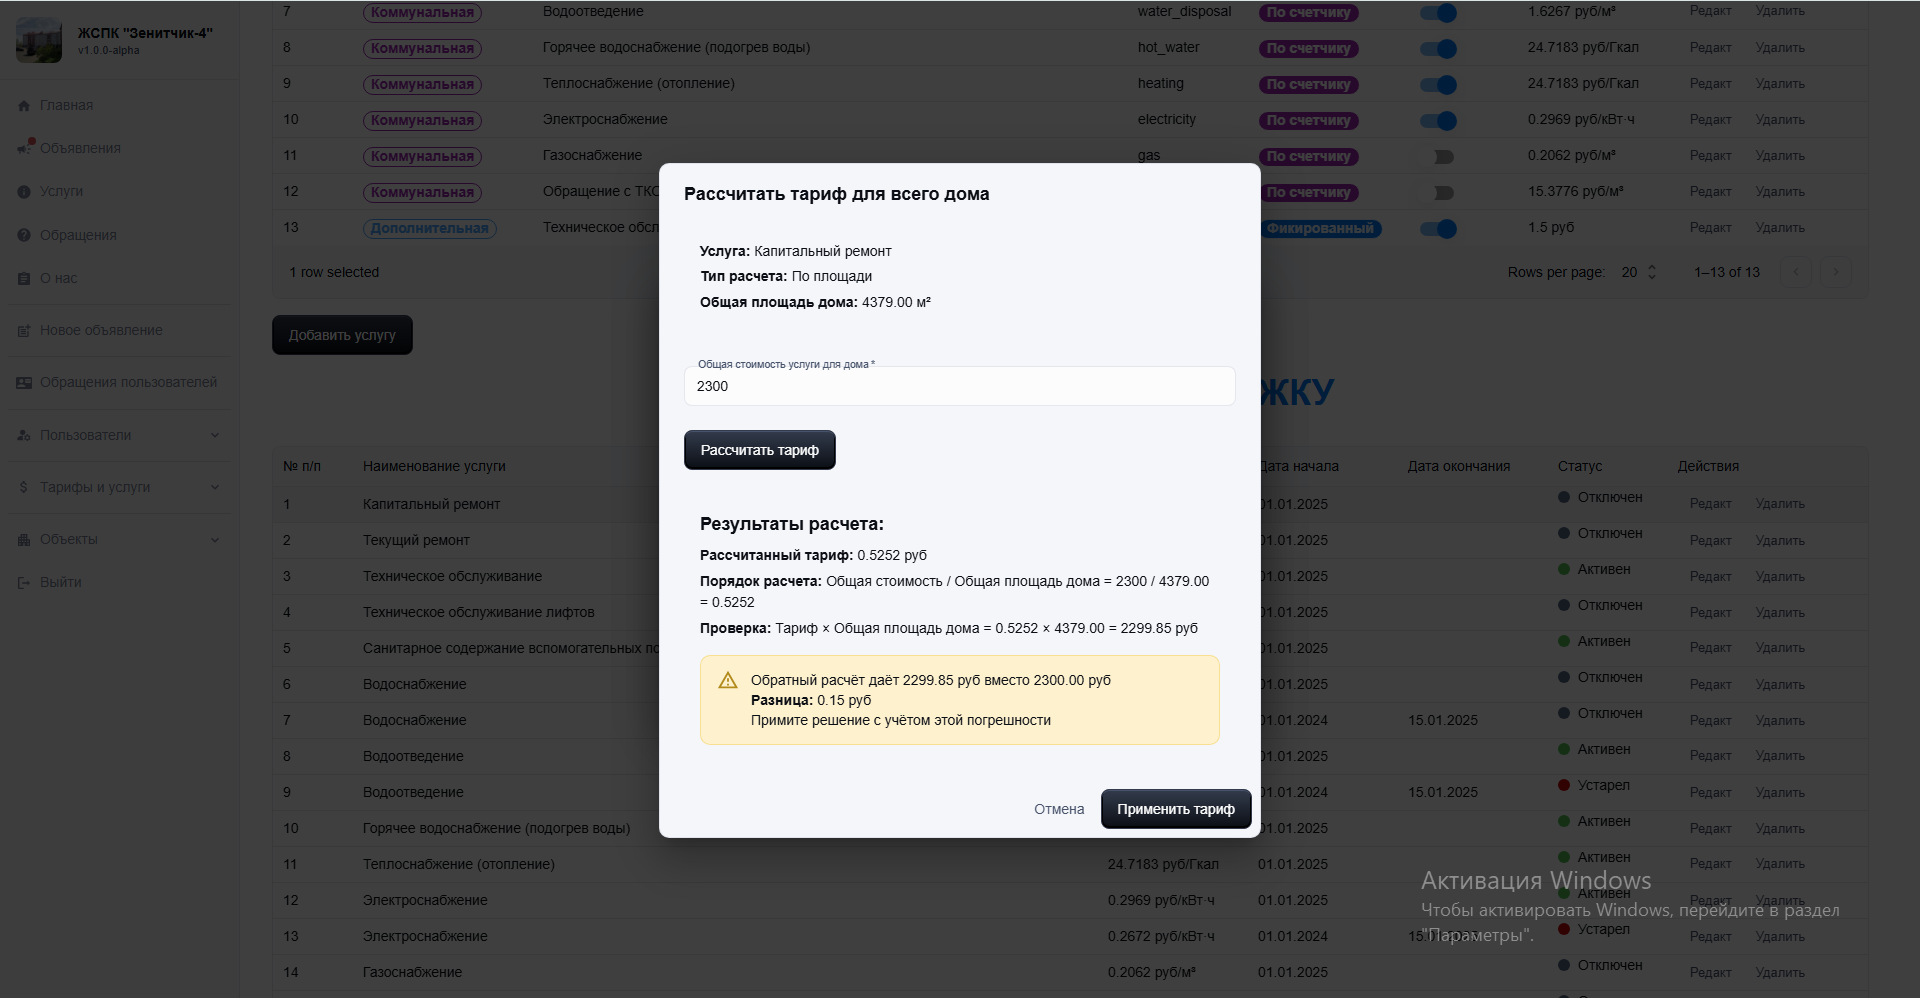 ЖСПК "Зенитчик-4"
v1.0.0-alpha
Главная
Объявления
Услуги
Обращения
О нас
Новое объявление
Обращения пользователей
Пользователи
Тарифы и услуги
Объекты
Выйти
7 Коммунальная Водоотведение water_disposal По счетчику 1.6267 руб/м³ Редакт Удалить
8 Коммунальная Горячее водоснабжение (подогрев воды) hot_water По счетчику 24.7183 руб/Гкал Редакт Удалить
9 Коммунальная Теплоснабжение (отопление) heating По счетчику 24.7183 руб/Гкал Редакт Удалить
10 Коммунальная Электроснабжение electricity По счетчику 0.2969 руб/кВт·ч Редакт Удалить
11 Коммунальная Газоснабжение gas По счетчику 0.2062 руб/м³ Редакт Удалить
12 Коммунальная Обращение с ТКО По счетчику 15.3776 руб/м³ Редакт Удалить
13 Дополнительная Техническое обсл Фикированный 1.5 руб Редакт Удалить
1 row selected Rows per page: 20 1–13 of 13
Добавить услугу
ЖКУ
№ п/п Наименование услуги Дата начала Дата окончания Статус Действия
1 Капитальный ремонт 01.01.2025 Отключен Редакт Удалить
2 Текущий ремонт 01.01.2025 Отключен Редакт Удалить
3 Техническое обслуживание 01.01.2025 Активен Редакт Удалить
4 Техническое обслуживание лифтов 01.01.2025 Отключен Редакт Удалить
5 Санитарное содержание вспомогательных по 01.01.2025 Активен Редакт Удалить
6 Водоснабжение 01.01.2025 Отключен Редакт Удалить
7 Водоснабжение 01.01.2024 15.01.2025 Отключен Редакт Удалить
8 Водоотведение 01.01.2025 Активен Редакт Удалить
9 Водоотведение 01.01.2024 15.01.2025 Устарел Редакт Удалить
10 Горячее водоснабжение (подогрев воды) 01.01.2025 Активен Редакт Удалить
11 Теплоснабжение (отопление) 24.7183 руб/Гкал 01.01.2025 Активен Редакт Удалить
12 Электроснабжение 0.2969 руб/кВт·ч 01.01.2025 Активен Редакт Удалить
13 Электроснабжение 0.2672 руб/кВт·ч 01.01.2024 15.01.2025 Устарел Редакт Удалить
14 Газоснабжение 0.2062 руб/м³ 01.01.2025 Отключен Редакт Удалить
Рассчитать тариф для всего дома
Услуга: Капитальный ремонт
Тип расчета: По площади
Общая площадь дома: 4379.00 м²
Общая стоимость услуги для дома *
2300
Рассчитать тариф
Результаты расчета:
Рассчитанный тариф: 0.5252 руб
Порядок расчета: Общая стоимость / Общая площадь дома = 2300 / 4379.00
= 0.5252
Проверка: Тариф × Общая площадь дома = 0.5252 × 4379.00 = 2299.85 руб
Обратный расчёт даёт 2299.85 руб вместо 2300.00 руб
Разница: 0.15 руб
Примите решение с учётом этой погрешности
Отмена Применить тариф
Активация Windows
Чтобы активировать Windows, перейдите в раздел
"Параметры".